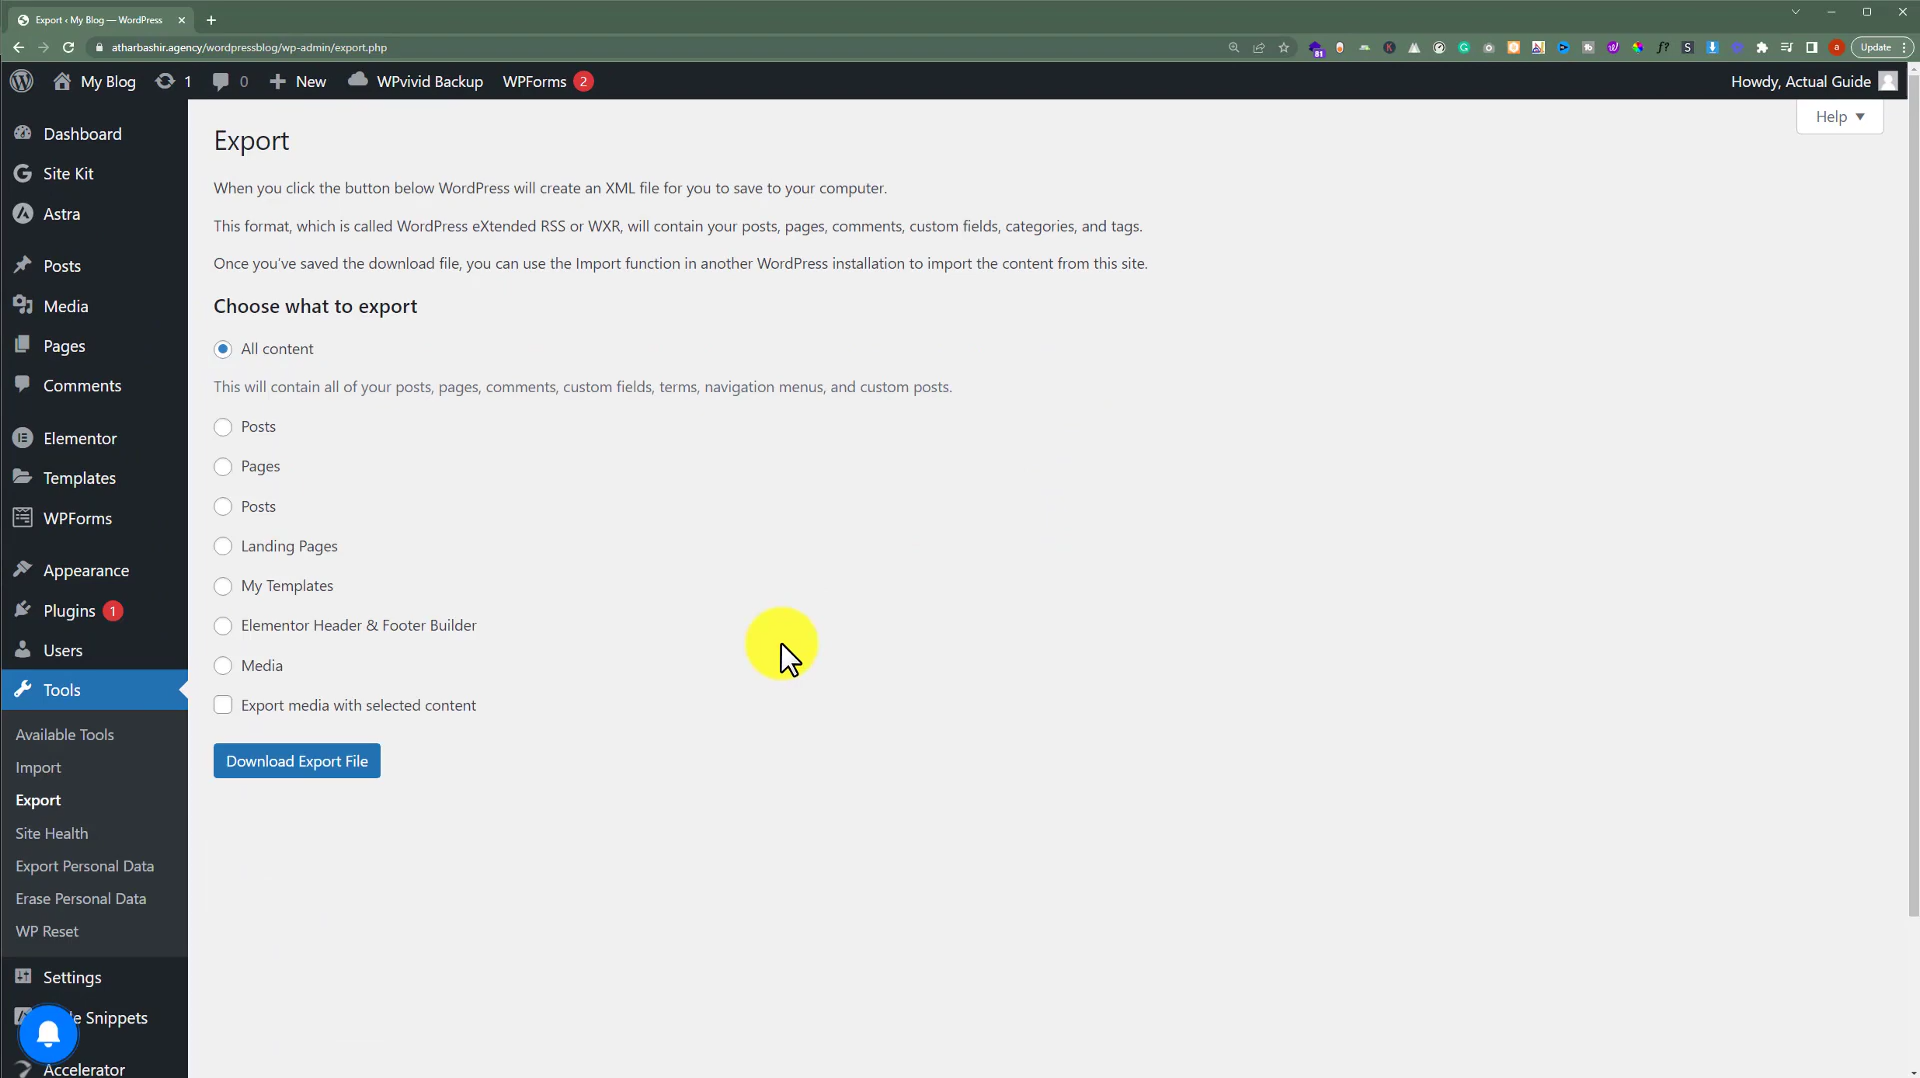 Export ‹ My Blog — WordPress
atharbashir.agency/wordpressblog/wp-admin/export.php
Update
My Blog
1
0
New
WPvivid Backup
WPForms 2
Howdy, Actual Guide
Help
Dashboard
Site Kit
Astra
Posts
Media
Pages
Comments
Elementor
Templates
WPForms
Appearance
Plugins 1
Users
Tools
Available Tools
Import
Export
Site Health
Export Personal Data
Erase Personal Data
WP Reset
Settings
Snippets
Accelerator
Export
When you click the button below WordPress will create an XML file for you to save to your computer.
This format, which is called WordPress eXtended RSS or WXR, will contain your posts, pages, comments, custom fields, categories, and tags.
Once you've saved the download file, you can use the Import function in another WordPress installation to import the content from this site.
Choose what to export
All content
This will contain all of your posts, pages, comments, custom fields, terms, navigation menus, and custom posts.
Posts
Pages
Posts
Landing Pages
My Templates
Elementor Header & Footer Builder
Media
Export media with selected content
Download Export File